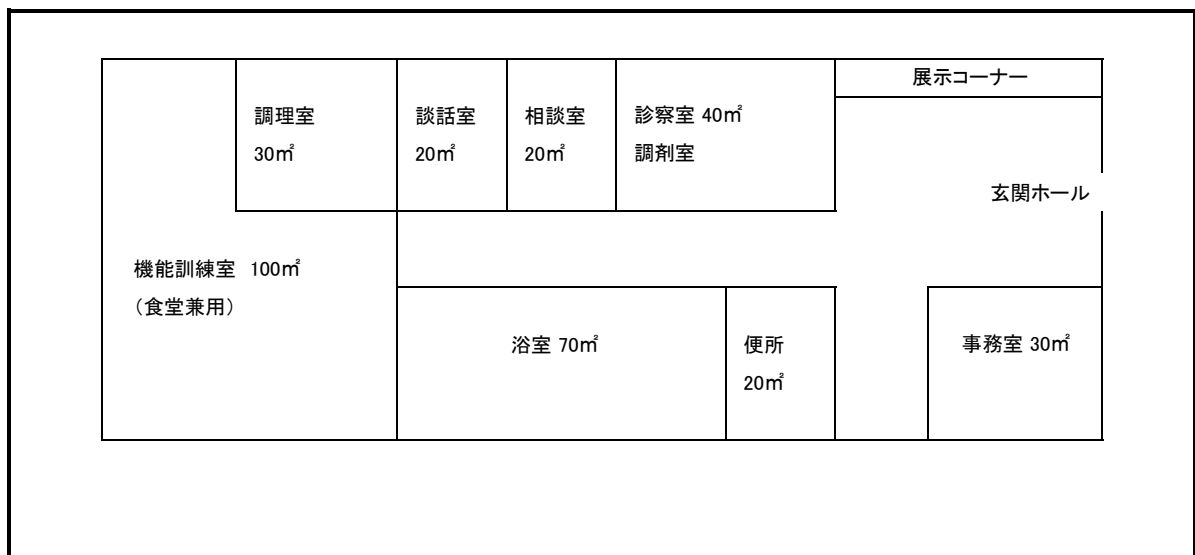 展示コーナー
調理室
30㎡
談話室
20㎡
相談室
20㎡
診察室 40㎡
調剤室
玄関ホール
機能訓練室 100㎡
(食堂兼用)
浴室 70㎡
便所
20㎡
事務室 30㎡